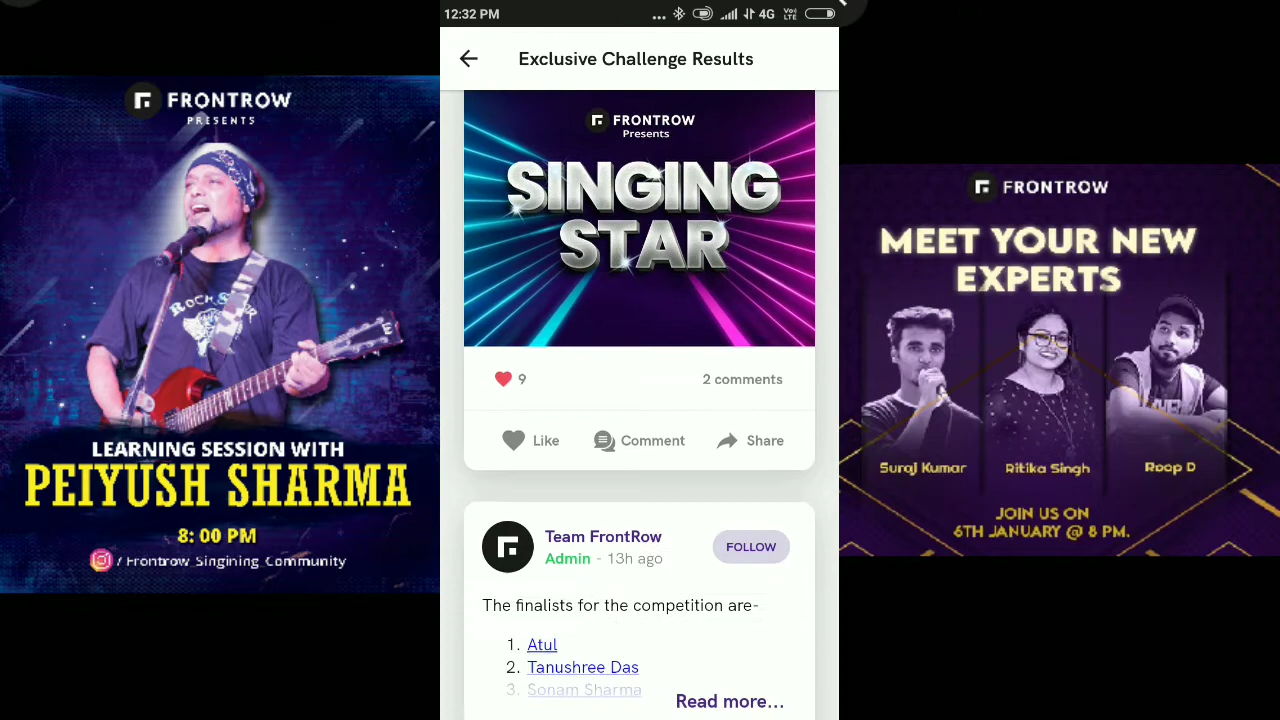 FRONTROW
PRESENTS
LEARNING SESSION WITH
PEIYUSH SHARMA
8: 00 PM
/ Frontrow_Singining_Community
12:32 PM
4G
Vo)
LTE
Exclusive Challenge Results
FRONTROW
Presents
SINGING
STAR
9
2 comments
Like
Comment
Share
Team FrontRow
FOLLOW
Admin - 13h ago
The finalists for the competition are-
1. Atul
2. Tanushree Das
3. Sonam Sharma
Read more...
FRONTROW
MEET YOUR NEW
EXPERTS
Suraj Kumar
Ritika Singh
Roop D
JOIN US ON
6TH JANUARY @ 8 PM.